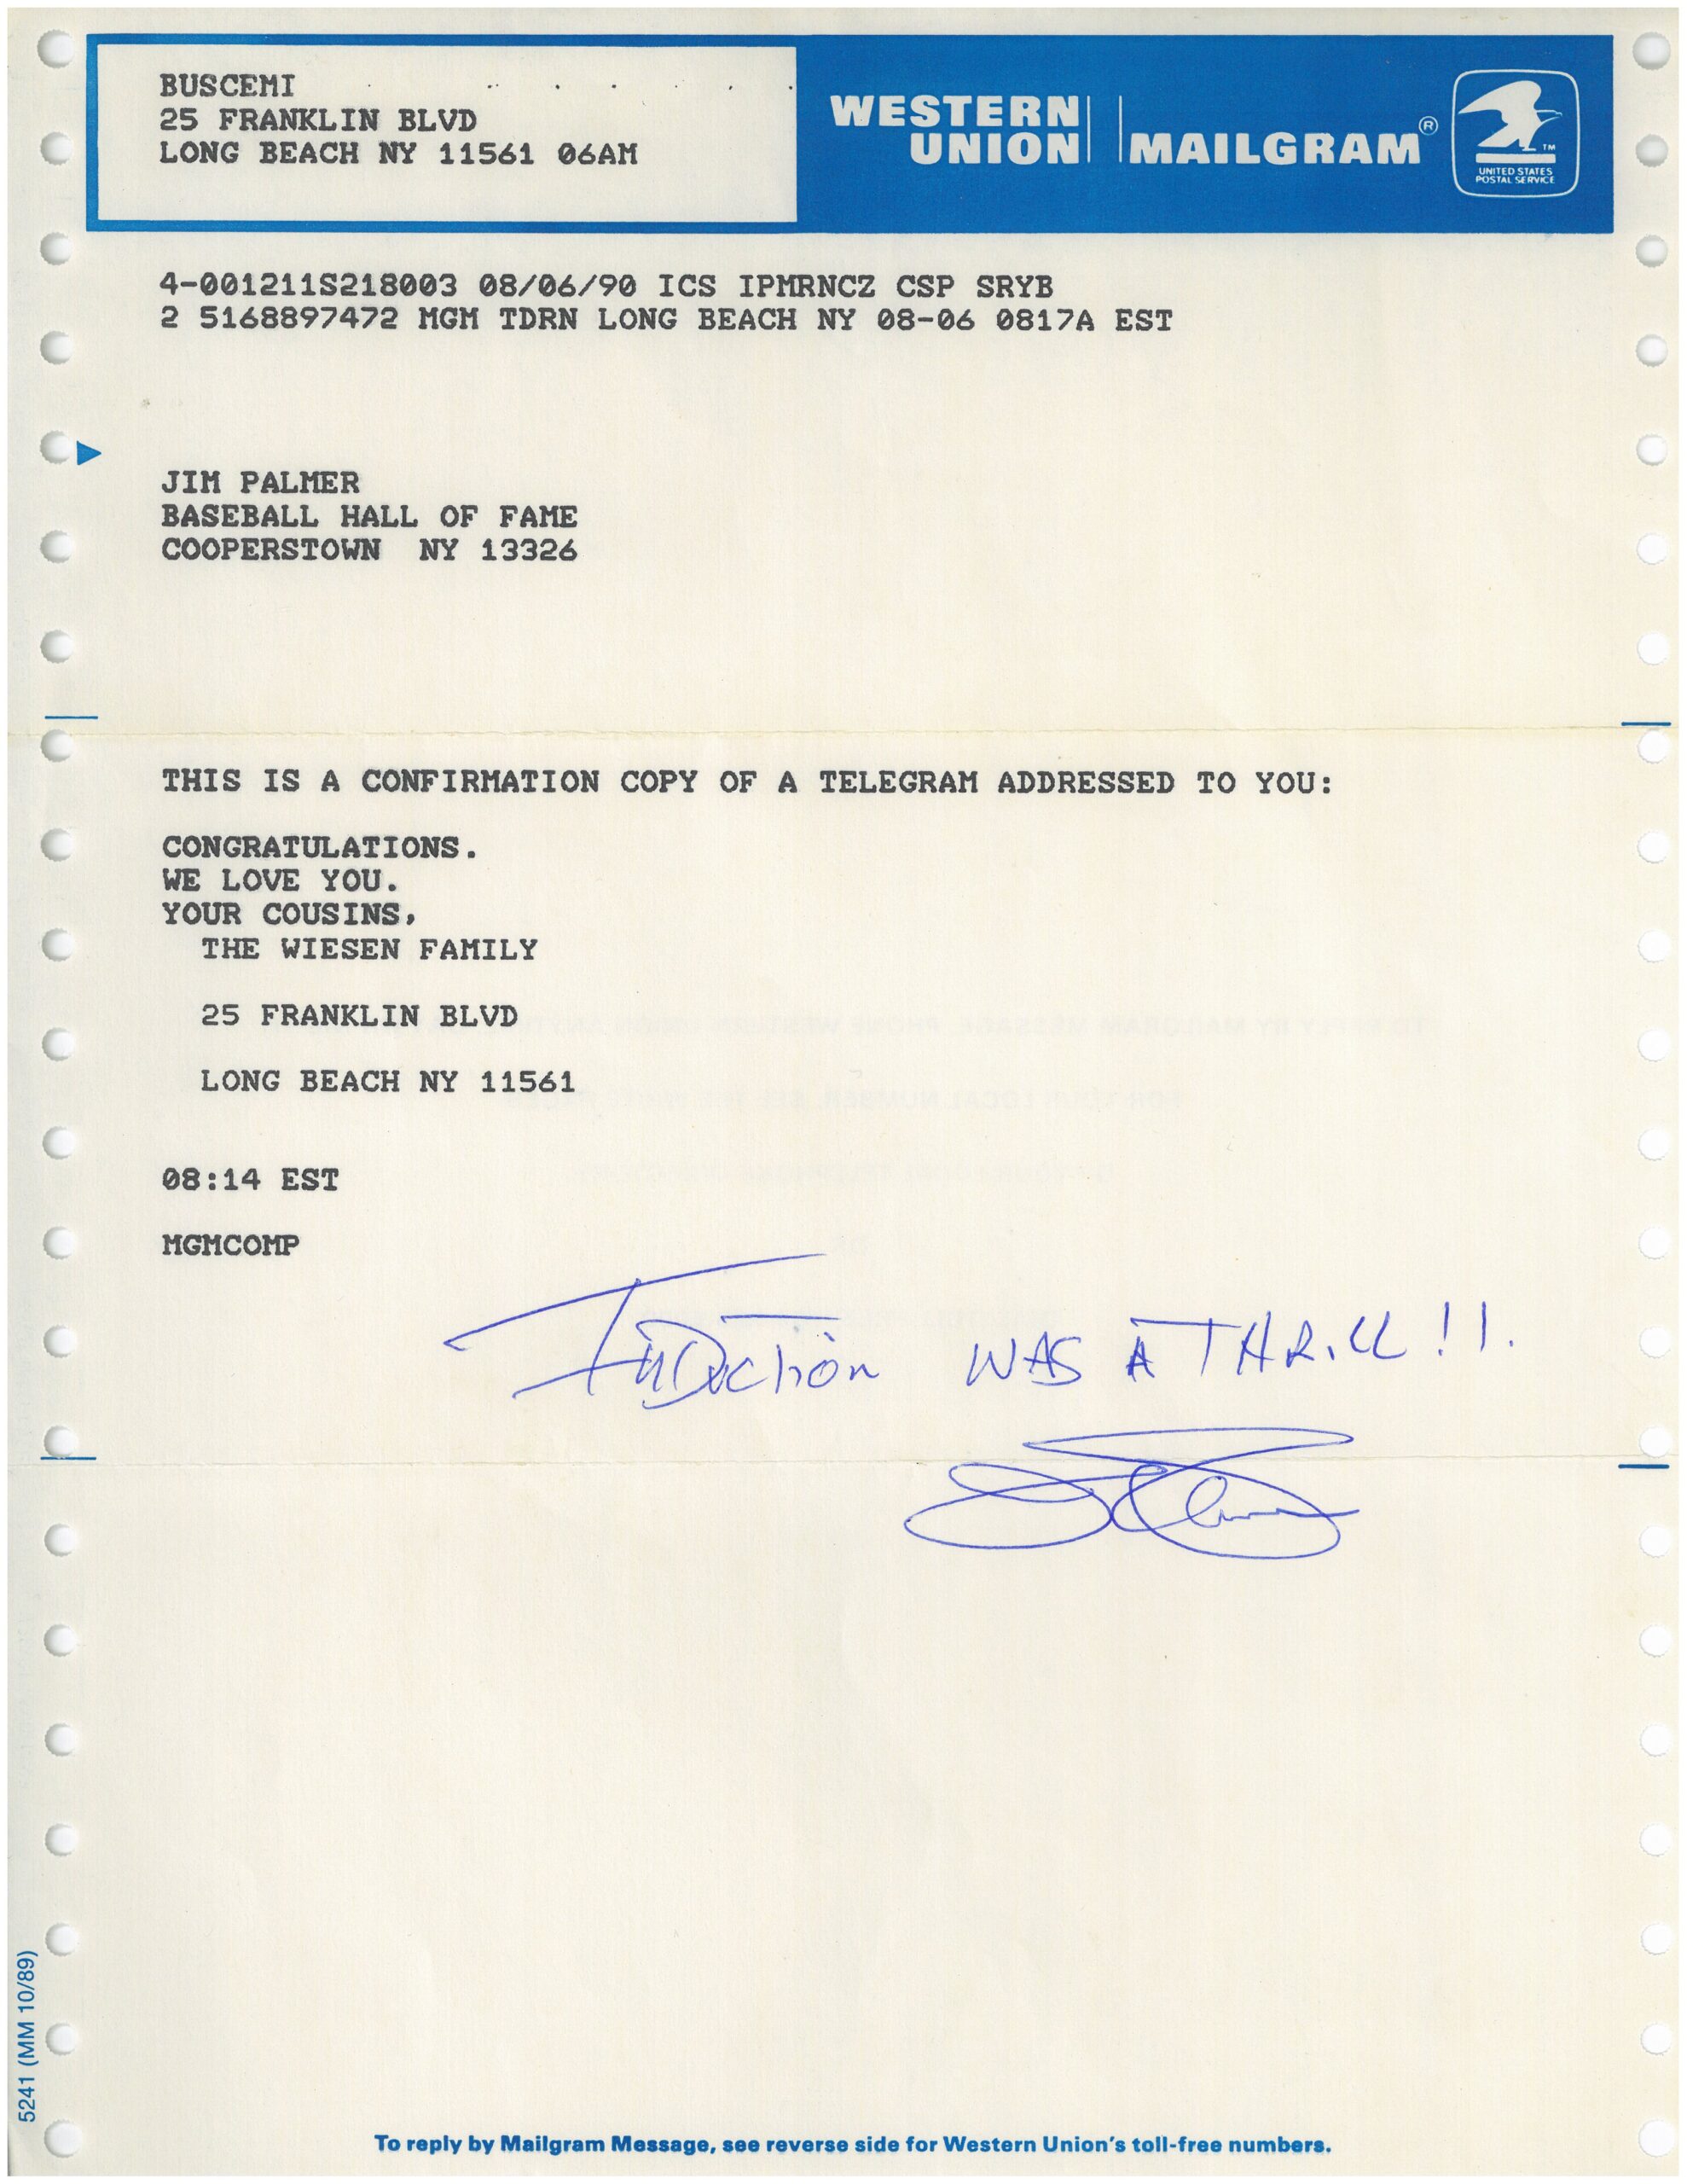 BUSCEMI
25 FRANKLIN BLVD
LONG BEACH NY 11561 06AM
WESTERN
UNION
MAILGRAM®
UNITED STATES
POSTAL SERVICE
TM
4-001211S218003 08/06/90 ICS IPMRNCZ CSP SRYB
2 5168897472 MGM TDRN LONG BEACH NY 08-06 0817A EST
JIM PALMER
BASEBALL HALL OF FAME
COOPERSTOWN NY 13326
THIS IS A CONFIRMATION COPY OF A TELEGRAM ADDRESSED TO YOU:
CONGRATULATIONS.
WE LOVE YOU.
YOUR COUSINS,
THE WIESEN FAMILY
25 FRANKLIN BLVD
LONG BEACH NY 11561
08:14 EST
MGMCOMP
INDUCTION WAS A THRILL!!.
5241 (MM 10/89)
To reply by Mailgram Message, see reverse side for Western Union's toll-free numbers.